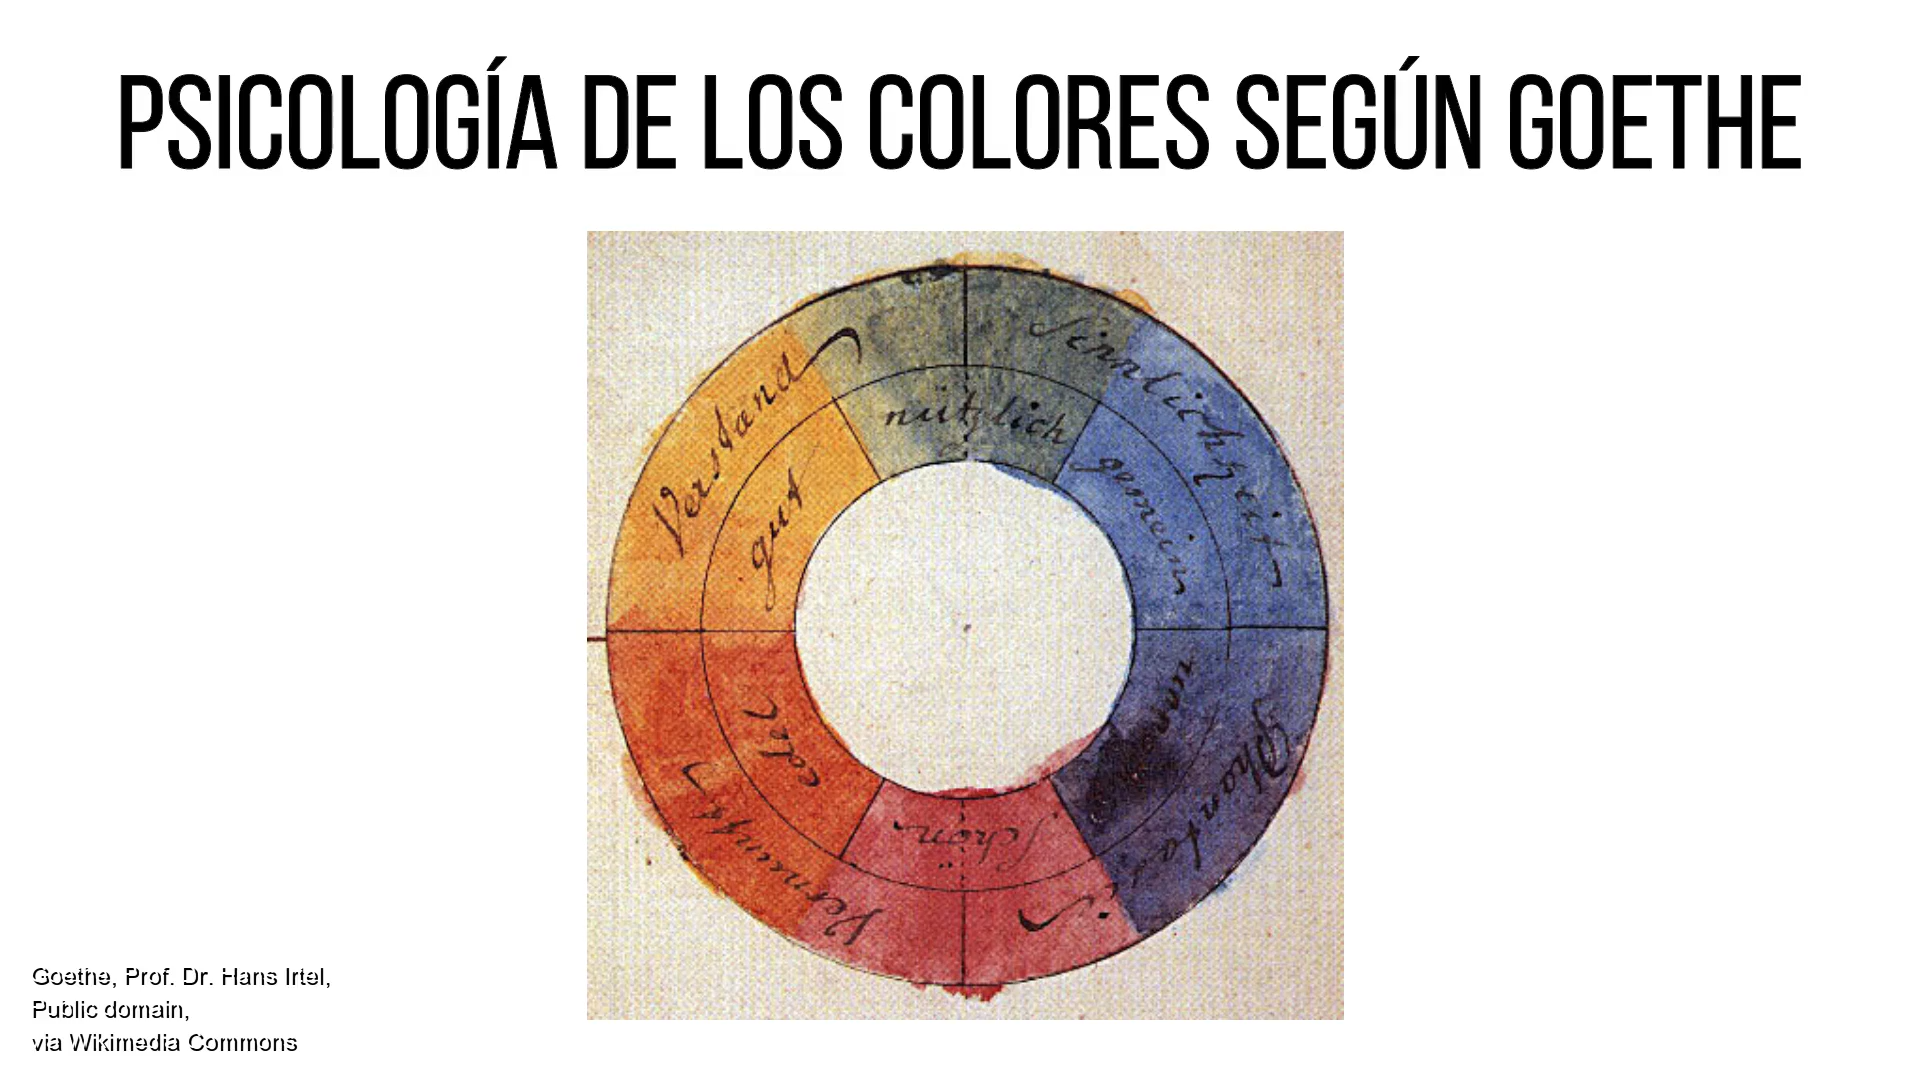 PSICOLOGÍA DE LOS COLORES SEGÚN GOETHE
Verstand
Sinnlichkeit
nützlich
gut
gemein
edel
schön
Vernunft
Phantasie
Goethe, Prof. Dr. Hans Irtel,
Public domain,
via Wikimedia Commons